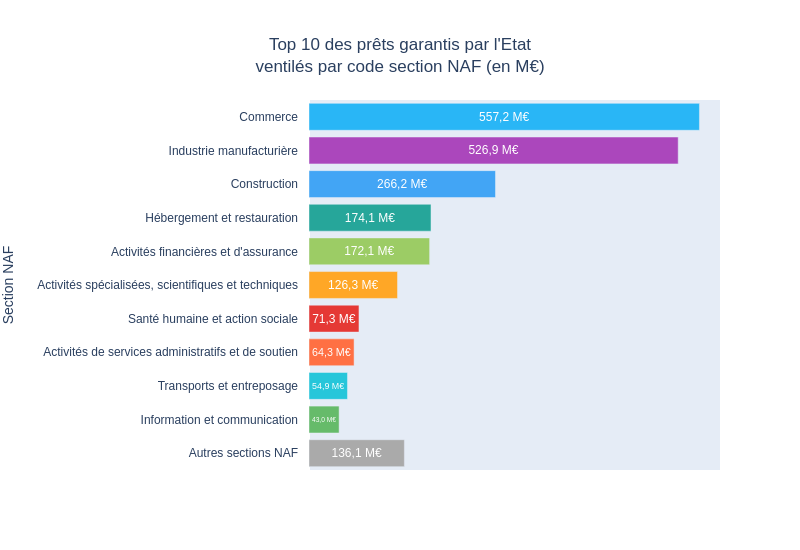 Top 10 des prêts garantis par l'Etat
ventilés par code section NAF (en M€)
Section NAF
Commerce 557,2 M€
Industrie manufacturière 526,9 M€
Construction 266,2 M€
Hébergement et restauration 174,1 M€
Activités financières et d'assurance 172,1 M€
Activités spécialisées, scientifiques et techniques 126,3 M€
Santé humaine et action sociale 71,3 M€
Activités de services administratifs et de soutien 64,3 M€
Transports et entreposage 54,9 M€
Information et communication 43,0 M€
Autres sections NAF 136,1 M€